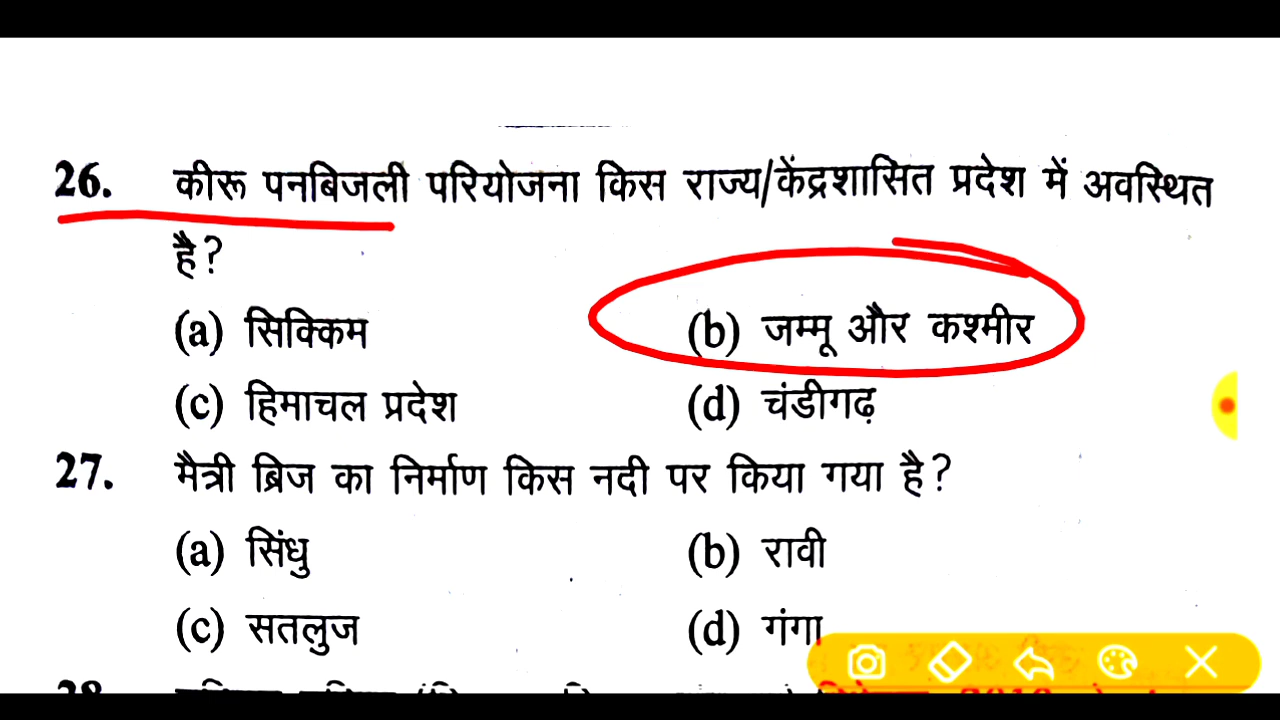 26. कीरू पनबिजली परियोजना किस राज्य/केंद्रशासित प्रदेश में अवस्थित
है?
(a) सिक्किम (b) जम्मू और कश्मीर
(c) हिमाचल प्रदेश (d) चंडीगढ़
27. मैत्री ब्रिज का निर्माण किस नदी पर किया गया है?
(a) सिंधु (b) रावी
(c) सतलुज (d) गंगा